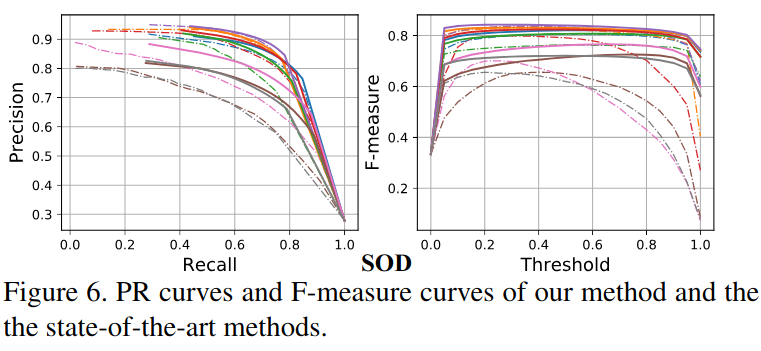 0.9
0.8
0.7
0.6
0.5
0.4
0.3
Precision
0.0 0.2 0.4 0.6 0.8 1.0
Recall
0.8
0.6
0.4
0.2
F-measure
0.0 0.2 0.4 0.6 0.8 1.0
Threshold
SOD
Figure 6. PR curves and F-measure curves of our method and the
the state-of-the-art methods.